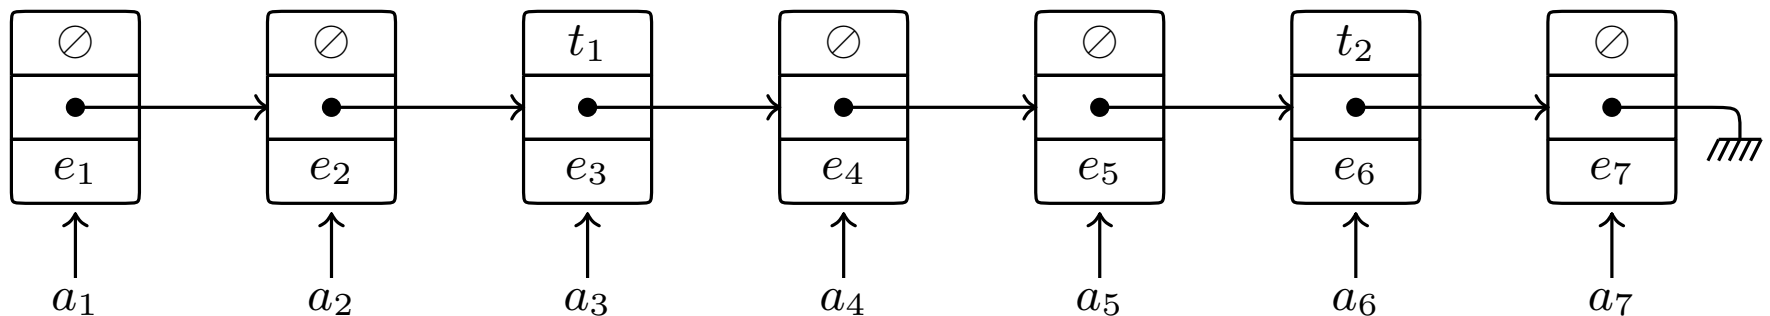 ⊘ ⊘ t₁ ⊘ ⊘ t₂ ⊘
e₁ e₂ e₃ e₄ e₅ e₆ e₇
a₁ a₂ a₃ a₄ a₅ a₆ a₇